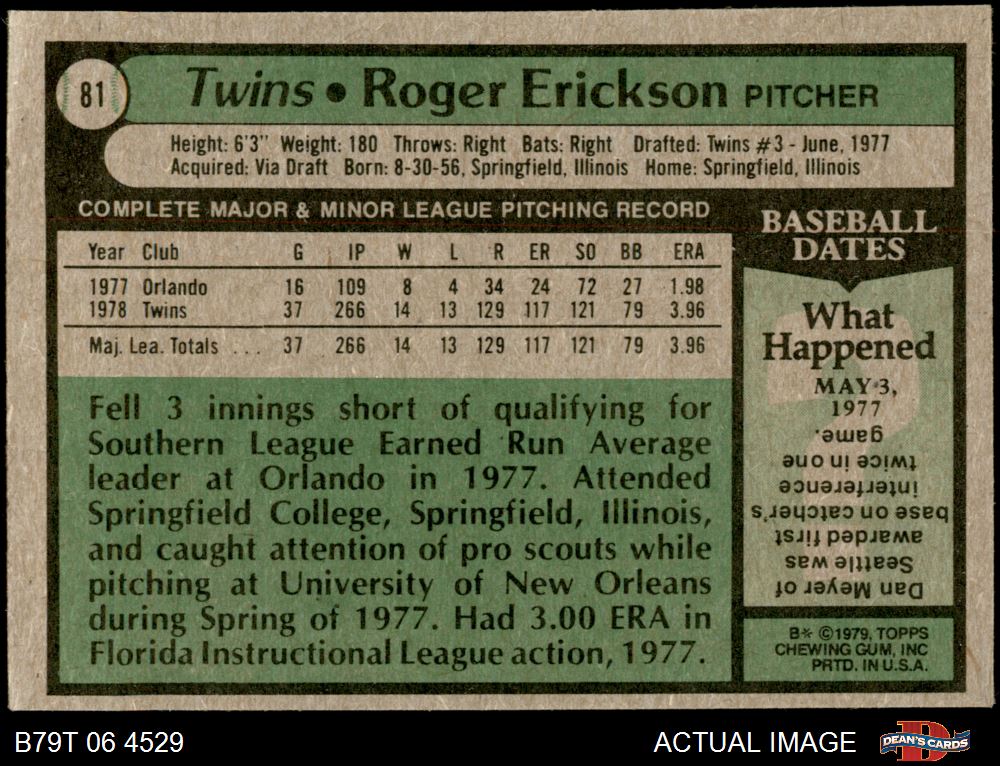 81
Twins • Roger Erickson PITCHER
Height: 6'3" Weight: 180 Throws: Right Bats: Right Drafted: Twins #3 - June, 1977
Acquired: Via Draft Born: 8-30-56, Springfield, Illinois Home: Springfield, Illinois
COMPLETE MAJOR & MINOR LEAGUE PITCHING RECORD
Year Club G IP W L R ER SO BB ERA
1977 Orlando 16 109 8 4 34 24 72 27 1.98
1978 Twins 37 266 14 13 129 117 121 79 3.96
Maj. Lea. Totals ... 37 266 14 13 129 117 121 79 3.96
Fell 3 innings short of qualifying for
Southern League Earned Run Average
leader at Orlando in 1977. Attended
Springfield College, Springfield, Illinois,
and caught attention of pro scouts while
pitching at University of New Orleans
during Spring of 1977. Had 3.00 ERA in
Florida Instructional League action, 1977.
BASEBALL
DATES
What
Happened
MAY 3,
1977
Dan Meyer of
Seattle was
awarded first
base on catcher's
interference
twice in one
game.
B* ©1979, TOPPS
CHEWING GUM, INC
PRTD. IN U.S.A.
B79T 06 4529
ACTUAL IMAGE
D
DEAN'S CARDS